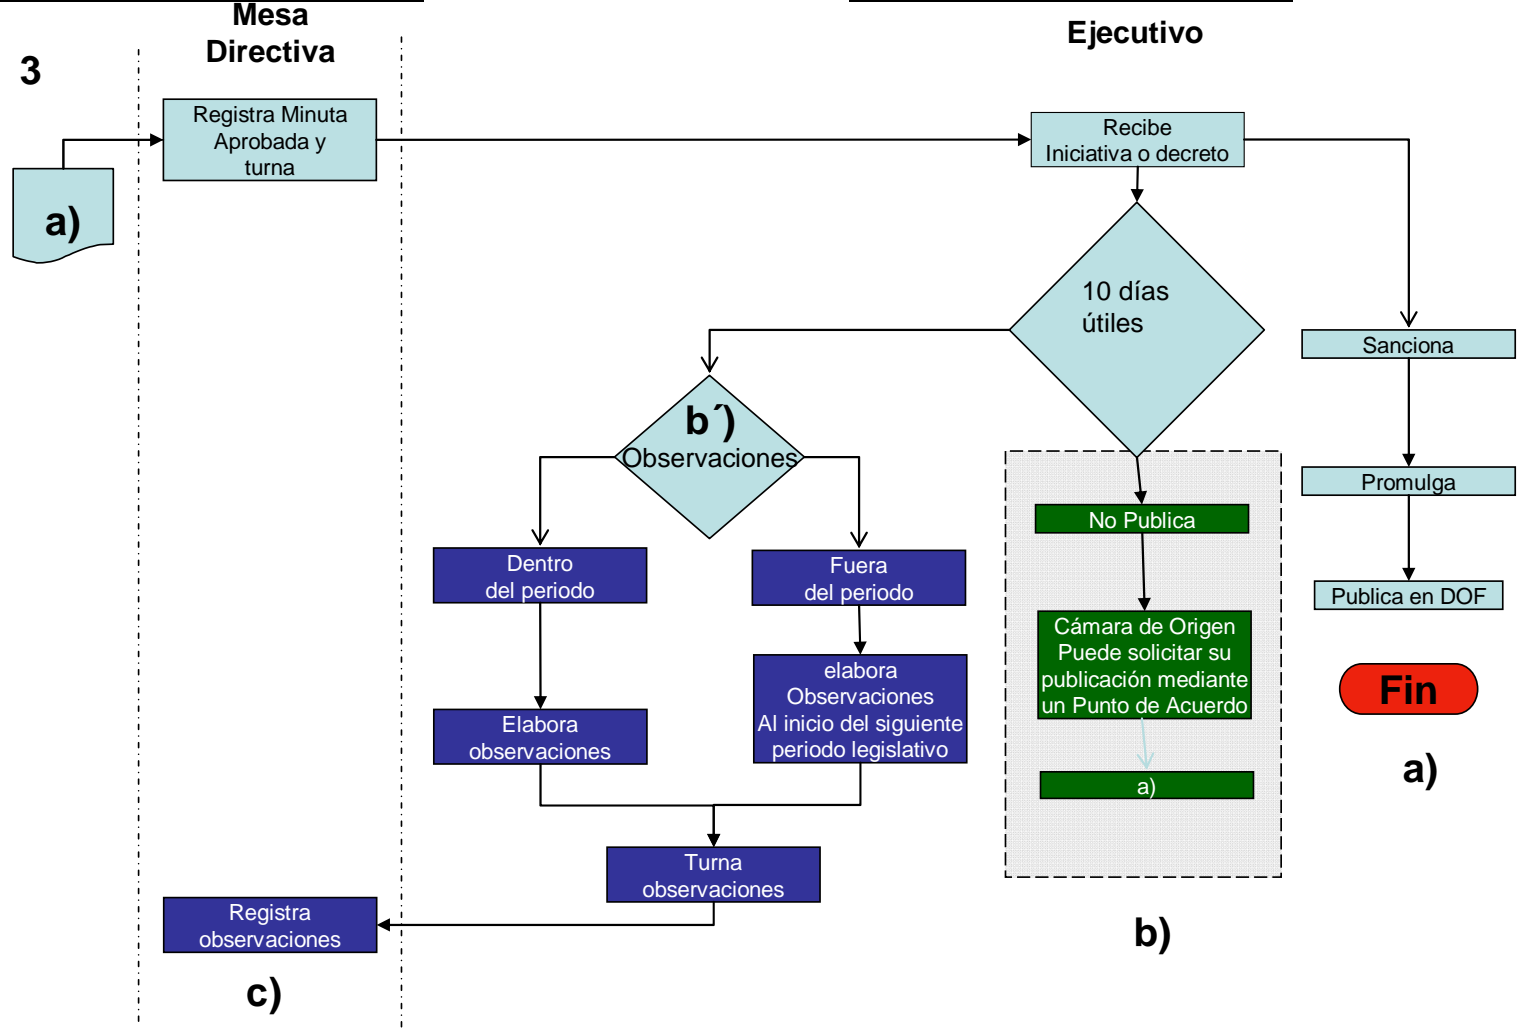 Mesa
Directiva
Ejecutivo
3
Registra Minuta
Aprobada y
turna
Recibe
Iniciativa o decreto
a)
10 días
útiles
Sanciona
b´)
Observaciones
Promulga
No Publica
Dentro
del periodo
Fuera
del periodo
Publica en DOF
Cámara de Origen
Puede solicitar su
publicación mediante
un Punto de Acuerdo
elabora
Observaciones
Al inicio del siguiente
periodo legislativo
Fin
Elabora
observaciones
a)
a)
Turna
observaciones
Registra
observaciones
b)
c)